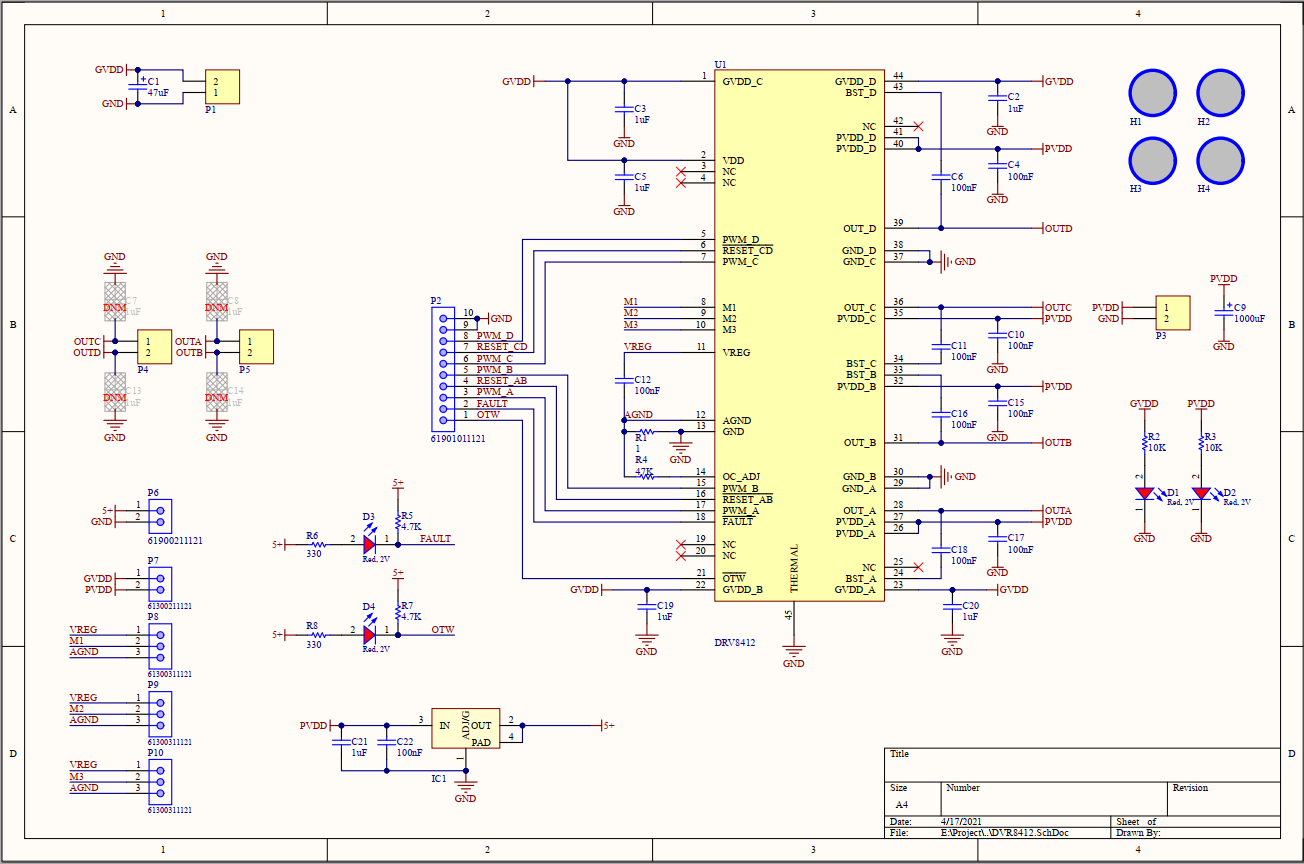 1 2 3 4
A
B
C
D
A
B
C
D
1 2 3 4
GVDD
GND
C1
47uF
2
1
P1
GND
GND
C7
1uF
DNM
C8
1uF
DNM
OUTC
OUTD
1
2
P4
OUTA
OUTB
1
2
P5
C13
1uF
DNM
C14
1uF
DNM
GND
GND
P6
5+ 1
GND 2
61900211121
P7
GVDD 1
PVDD 2
61300211121
P8
VREG 1
M1 2
AGND 3
61300311121
P9
VREG 1
M2 2
AGND 3
61300311121
P10
VREG 1
M3 2
AGND 3
61300311121
P2
10 GND
9
8 PWM_D
7 RESET_CD
6 PWM_C
5 PWM_B
4 RESET_AB
3 PWM_A
2 FAULT
1 OTW
61901011121
5+
R5
4.7K
D3
R6
330
5+
2 1
Red, 2V
FAULT
5+
R7
4.7K
D4
R8
330
5+
2 1
Red, 2V
OTW
PVDD
C21
1uF
C22
100nF
3 IN
ADJ/G
OUT 2
PAD 4
1
IC1
GND
5+
GVDD
C3
1uF
GND
C5
1uF
GND
M1
M2
M3
VREG
C12
100nF
AGND
R1
1
R4
47K
GND
GVDD
C19
1uF
GND
U1
1 GVDD_C
2 VDD
3 NC
4 NC
5 PWM_D
6 RESET_CD
7 PWM_C
8 M1
9 M2
10 M3
11 VREG
12 AGND
13 GND
14 OC_ADJ
15 PWM_B
16 RESET_AB
17 PWM_A
18 FAULT
19 NC
20 NC
21 OTW
22 GVDD_B
GVDD_D 44
BST_D 43
NC 42
PVDD_D 41
PVDD_D 40
OUT_D 39
GND_D 38
GND_C 37
OUT_C 36
PVDD_C 35
BST_C 34
BST_B 33
PVDD_B 32
OUT_B 31
GND_B 30
GND_A 29
OUT_A 28
PVDD_A 27
PVDD_A 26
NC 25
BST_A 24
GVDD_A 23
THERMAL
45
DRV8412
GND
GVDD
C2
1uF
GND
PVDD
C4
100nF
GND
C6
100nF
OUTD
GND
OUTC
PVDD
C10
100nF
GND
C11
100nF
PVDD
C15
100nF
GND
C16
100nF
OUTB
GND
OUTA
PVDD
C17
100nF
GND
C18
100nF
GVDD
C20
1uF
GND
H1 H2
H3 H4
PVDD
GND
1
2
P3
PVDD
C9
1000uF
GND
GVDD
R2
10K
2
D1
Red, 2V
1
GND
PVDD
R3
10K
2
D2
Red, 2V
1
GND
Title
Size
A4
Number
Revision
Date: 4/17/2021
Sheet of
File: E:\Project\..\DVR8412.SchDoc
Drawn By: